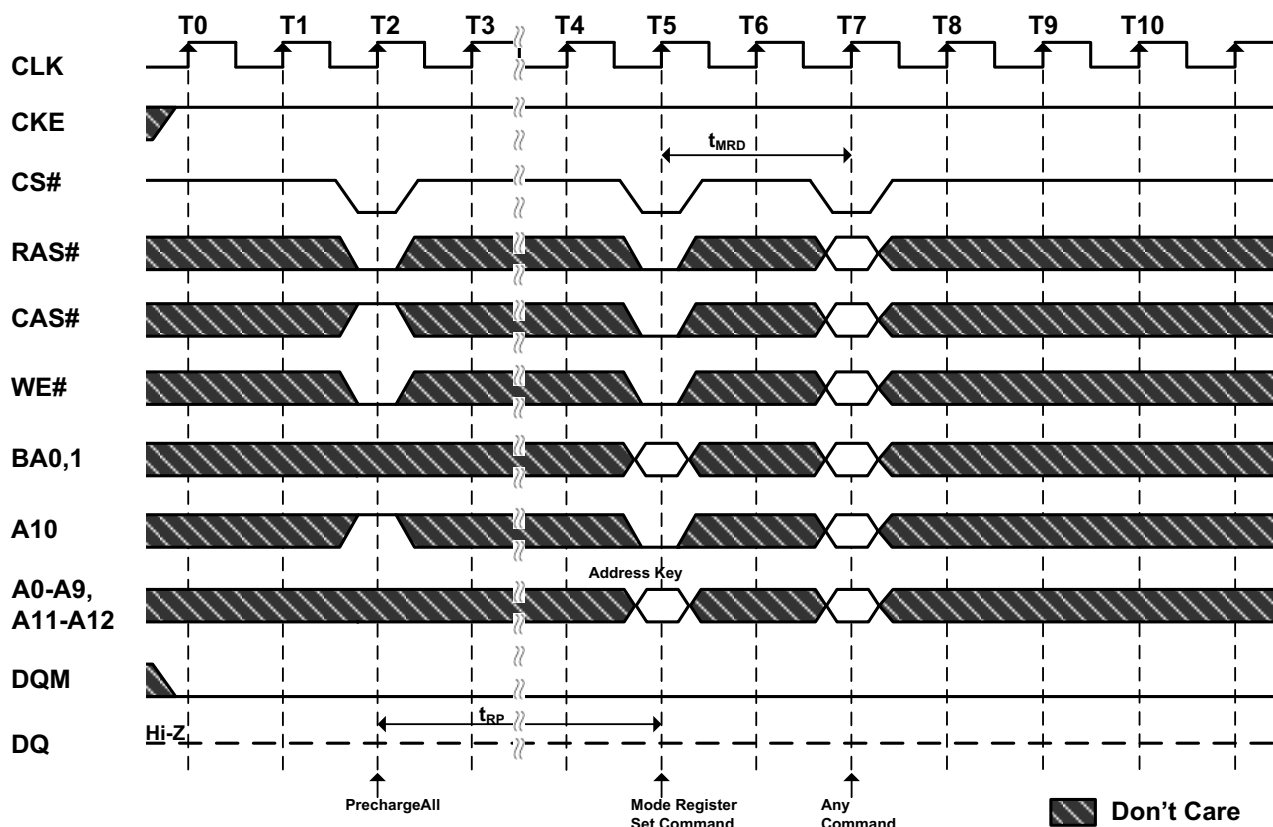 T0 T1 T2 T3 T4 T5 T6 T7 T8 T9 T10
CLK
CKE
tMRD
CS#
RAS#
CAS#
WE#
BA0,1
A10
Address Key
A0-A9,
A11-A12
DQM
tRP
Hi-Z
DQ
PrechargeAll
Mode Register
Set Command
Any
Command
Don't Care